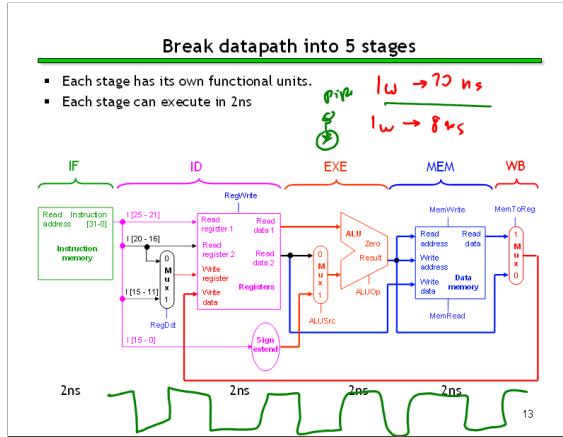 Break datapath into 5 stages
▪ Each stage has its own functional units.
▪ Each stage can execute in 2ns
pipe
lw → 8 ns
IF ID EXE MEM WB
RegWrite
MemWrite MemToReg
Read address Instruction [31-0]
Instruction memory
I [25 - 21]
I [20 - 16]
I [15 - 11]
I [15 - 0]
0 Mux 1
RegDst
Read register 1 Read data 1
Read register 2 Read data 2
Write register
Write data Registers
Sign extend
0 Mux 1
ALUSrc
ALU Zero
Result
ALUOp
Read address Read data
Write address
Write data Data memory
MemRead
1 Mux 0
2ns 2ns 2ns 2ns
13